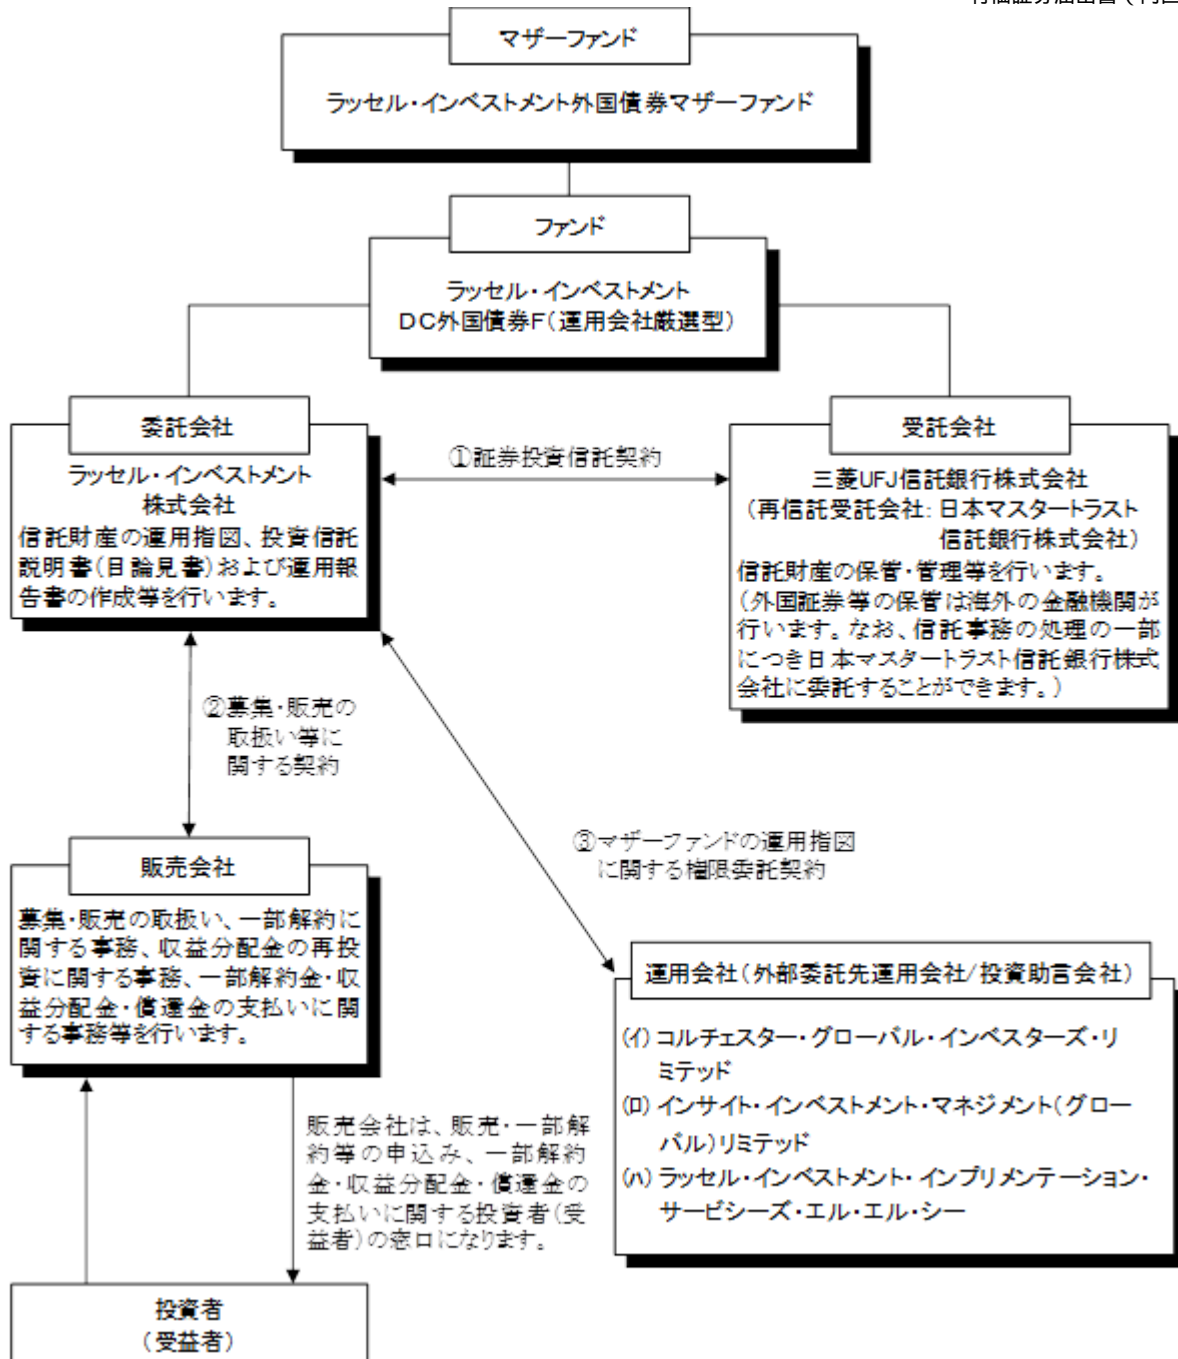 マザーファンド
ラッセル・インベストメント外国債券マザーファンド
ファンド
ラッセル・インベストメント
DC外国債券F(運用会社厳選型)
委託会社
ラッセル・インベストメント
株式会社
信託財産の運用指図、投資信託
説明書(目論見書)および運用報
告書の作成等を行います。
①証券投資信託契約
受託会社
三菱UFJ信託銀行株式会社
(再信託受託会社:日本マスタートラスト
信託銀行株式会社)
信託財産の保管・管理等を行います。
(外国証券等の保管は海外の金融機関が
行います。なお、信託事務の処理の一部
につき日本マスタートラスト信託銀行株式
会社に委託することができます。)
②募集・販売の
取扱い等に
関する契約
③マザーファンドの運用指図
に関する権限委託契約
販売会社
募集・販売の取扱い、一部解約に
関する事務、収益分配金の再投
資に関する事務、一部解約金・収
益分配金・償還金の支払いに関
する事務等を行います。
運用会社(外部委託先運用会社/投資助言会社)
(イ) コルチェスター・グローバル・インベスターズ・リ
ミテッド
(ロ) インサイト・インベストメント・マネジメント(グロー
バル)リミテッド
(ハ) ラッセル・インベストメント・インプリメンテーション・
サービシーズ・エル・エル・シー
販売会社は、販売・一部解
約等の申込み、一部解約
金・収益分配金・償還金の
支払いに関する投資者(受
益者)の窓口になります。
投資者
(受益者)